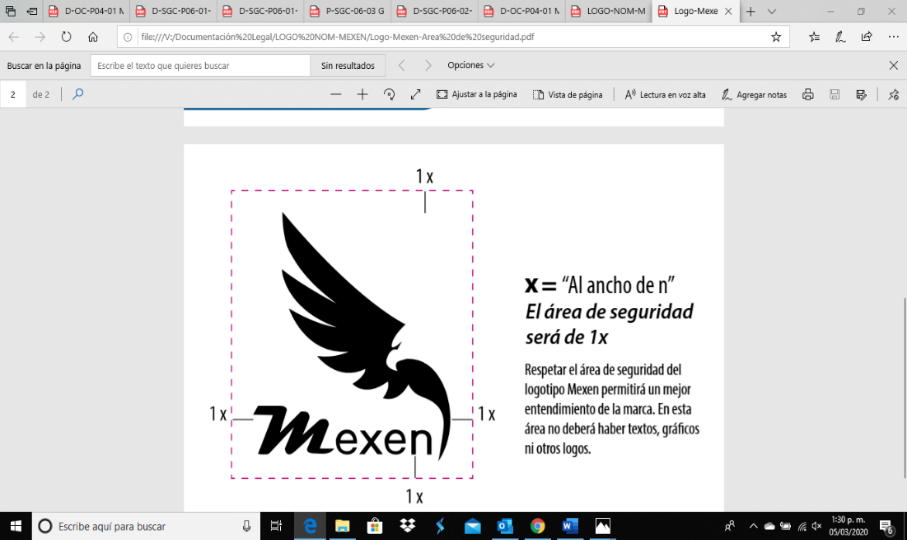 D-OC-P04-01 M
D-SGC-P06-01-
D-SGC-P06-01-
P-SGC-06-03 G
D-SGC-P06-02-
D-OC-P04-01 M
LOGO-NOM-M
Logo-Mexe
file:///V:/Documentación%20Legal/LOGO%20NOM-MEXEN/Logo-Mexen-Area%20de%20seguridad.pdf
Buscar en la página
Escribe el texto que quieres buscar
Sin resultados
Opciones
2 de 2
Ajustar a la página
Vista de página
Lectura en voz alta
Agregar notas
1 x
1 x
1 x
1 x
Mexen
x = “Al ancho de n”
El área de seguridad
será de 1x
Respetar el área de seguridad del
logotipo Mexen permitirá un mejor
entendimiento de la marca. En esta
área no deberá haber textos, gráficos
ni otros logos.
Escribe aquí para buscar
1:30 p. m.
05/03/2020
6